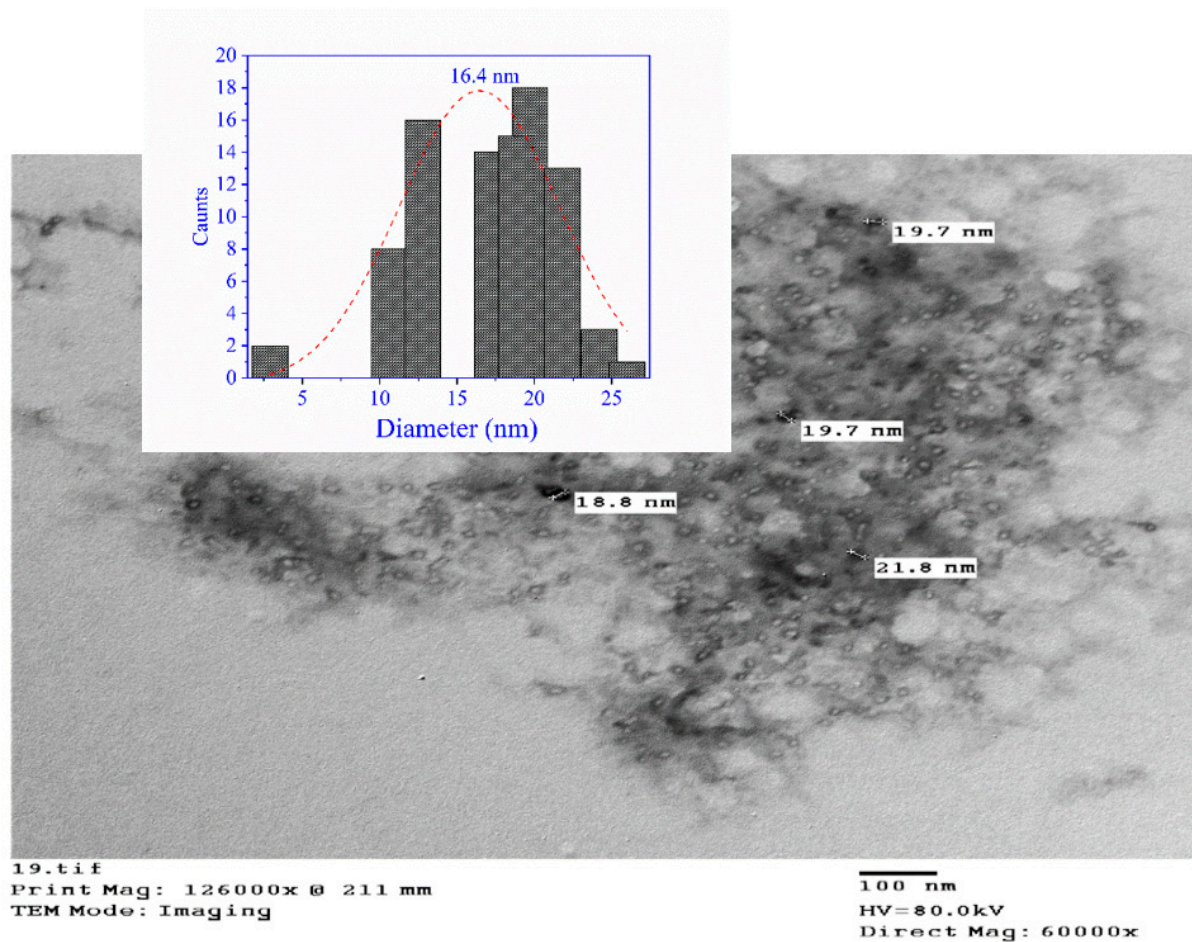 20
18
16
14
12
10
8
6
4
2
0
16.4 nm
Caunts
5
10
15
20
25
Diameter (nm)
19.7 nm
19.7 nm
18.8 nm
21.8 nm
19.tif
Print Mag: 126000x @ 211 mm
TEM Mode: Imaging
100 nm
HV=80.0kV
Direct Mag: 60000x